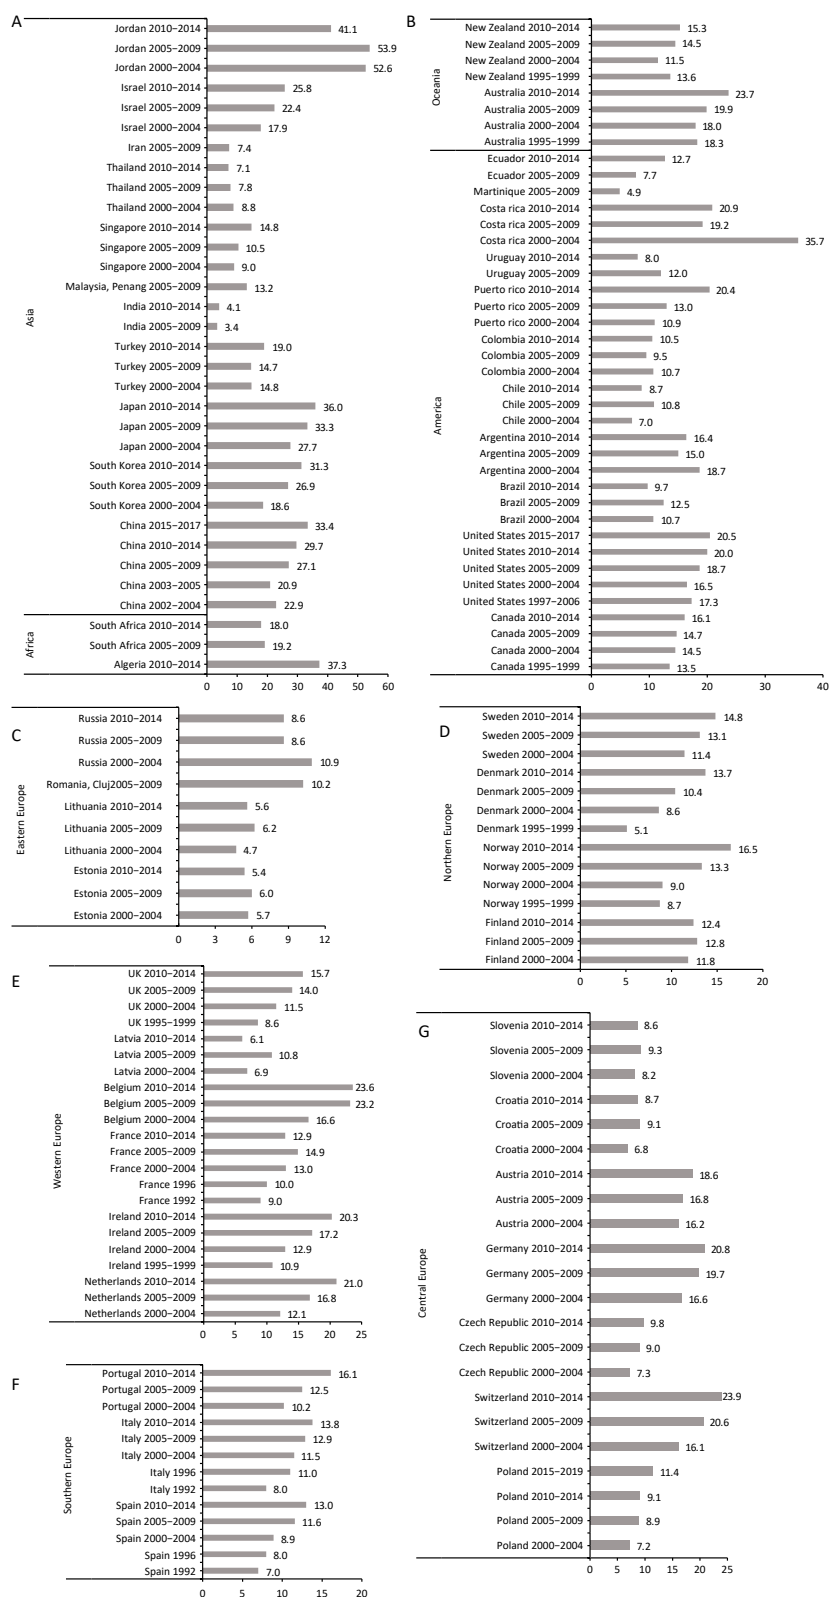 A
Asia
Jordan 2010–2014 41.1
Jordan 2005–2009 53.9
Jordan 2000–2004 52.6
Israel 2010–2014 25.8
Israel 2005–2009 22.4
Israel 2000–2004 17.9
Iran 2005–2009 7.4
Thailand 2010–2014 7.1
Thailand 2005–2009 7.8
Thailand 2000–2004 8.8
Singapore 2010–2014 14.8
Singapore 2005–2009 10.5
Singapore 2000–2004 9.0
Malaysia, Penang 2005–2009 13.2
India 2010–2014 4.1
India 2005–2009 3.4
Turkey 2010–2014 19.0
Turkey 2005–2009 14.7
Turkey 2000–2004 14.8
Japan 2010–2014 36.0
Japan 2005–2009 33.3
Japan 2000–2004 27.7
South Korea 2010–2014 31.3
South Korea 2005–2009 26.9
South Korea 2000–2004 18.6
China 2015–2017 33.4
China 2010–2014 29.7
China 2005–2009 27.1
China 2003–2005 20.9
China 2002–2004 22.9
Africa
South Africa 2010–2014 18.0
South Africa 2005–2009 19.2
Algeria 2010–2014 37.3
0 10 20 30 40 50 60
B
Oceania
New Zealand 2010–2014 15.3
New Zealand 2005–2009 14.5
New Zealand 2000–2004 11.5
New Zealand 1995–1999 13.6
Australia 2010–2014 23.7
Australia 2005–2009 19.9
Australia 2000–2004 18.0
Australia 1995–1999 18.3
America
Ecuador 2010–2014 12.7
Ecuador 2005–2009 7.7
Martinique 2005–2009 4.9
Costa rica 2010–2014 20.9
Costa rica 2005–2009 19.2
Costa rica 2000–2004 35.7
Uruguay 2010–2014 8.0
Uruguay 2005–2009 12.0
Puerto rico 2010–2014 20.4
Puerto rico 2005–2009 13.0
Puerto rico 2000–2004 10.9
Colombia 2010–2014 10.5
Colombia 2005–2009 9.5
Colombia 2000–2004 10.7
Chile 2010–2014 8.7
Chile 2005–2009 10.8
Chile 2000–2004 7.0
Argentina 2010–2014 16.4
Argentina 2005–2009 15.0
Argentina 2000–2004 18.7
Brazil 2010–2014 9.7
Brazil 2005–2009 12.5
Brazil 2000–2004 10.7
United States 2015–2017 20.5
United States 2010–2014 20.0
United States 2005–2009 18.7
United States 2000–2004 16.5
United States 1997–2006 17.3
Canada 2010–2014 16.1
Canada 2005–2009 14.7
Canada 2000–2004 14.5
Canada 1995–1999 13.5
0 10 20 30 40
C
Eastern Europe
Russia 2010–2014 8.6
Russia 2005–2009 8.6
Russia 2000–2004 10.9
Romania, Cluj2005–2009 10.2
Lithuania 2010–2014 5.6
Lithuania 2005–2009 6.2
Lithuania 2000–2004 4.7
Estonia 2010–2014 5.4
Estonia 2005–2009 6.0
Estonia 2000–2004 5.7
0 3 6 9 12
D
Northern Europe
Sweden 2010–2014 14.8
Sweden 2005–2009 13.1
Sweden 2000–2004 11.4
Denmark 2010–2014 13.7
Denmark 2005–2009 10.4
Denmark 2000–2004 8.6
Denmark 1995–1999 5.1
Norway 2010–2014 16.5
Norway 2005–2009 13.3
Norway 2000–2004 9.0
Norway 1995–1999 8.7
Finland 2010–2014 12.4
Finland 2005–2009 12.8
Finland 2000–2004 11.8
0 5 10 15 20
E
Western Europe
UK 2010–2014 15.7
UK 2005–2009 14.0
UK 2000–2004 11.5
UK 1995–1999 8.6
Latvia 2010–2014 6.1
Latvia 2005–2009 10.8
Latvia 2000–2004 6.9
Belgium 2010–2014 23.6
Belgium 2005–2009 23.2
Belgium 2000–2004 16.6
France 2010–2014 12.9
France 2005–2009 14.9
France 2000–2004 13.0
France 1996 10.0
France 1992 9.0
Ireland 2010–2014 20.3
Ireland 2005–2009 17.2
Ireland 2000–2004 12.9
Ireland 1995–1999 10.9
Netherlands 2010–2014 21.0
Netherlands 2005–2009 16.8
Netherlands 2000–2004 12.1
0 5 10 15 20 25
F
Southern Europe
Portugal 2010–2014 16.1
Portugal 2005–2009 12.5
Portugal 2000–2004 10.2
Italy 2010–2014 13.8
Italy 2005–2009 12.9
Italy 2000–2004 11.5
Italy 1996 11.0
Italy 1992 8.0
Spain 2010–2014 13.0
Spain 2005–2009 11.6
Spain 2000–2004 8.9
Spain 1996 8.0
Spain 1992 7.0
0 5 10 15 20
G
Central Europe
Slovenia 2010–2014 8.6
Slovenia 2005–2009 9.3
Slovenia 2000–2004 8.2
Croatia 2010–2014 8.7
Croatia 2005–2009 9.1
Croatia 2000–2004 6.8
Austria 2010–2014 18.6
Austria 2005–2009 16.8
Austria 2000–2004 16.2
Germany 2010–2014 20.8
Germany 2005–2009 19.7
Germany 2000–2004 16.6
Czech Republic 2010–2014 9.8
Czech Republic 2005–2009 9.0
Czech Republic 2000–2004 7.3
Switzerland 2010–2014 23.9
Switzerland 2005–2009 20.6
Switzerland 2000–2004 16.1
Poland 2015–2019 11.4
Poland 2010–2014 9.1
Poland 2005–2009 8.9
Poland 2000–2004 7.2
0 5 10 15 20 25